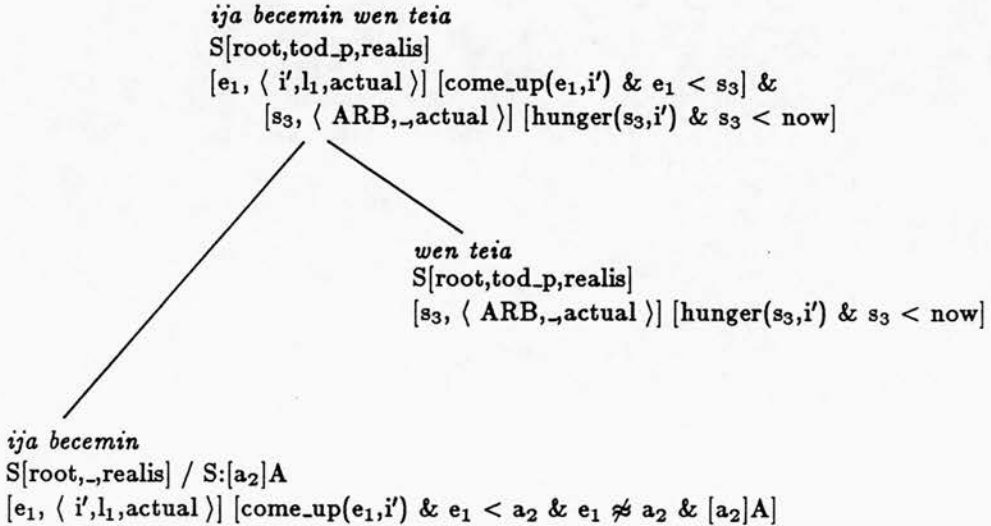 ija becemin wen teia
S[root,tod_p,realis]
[e₁, ⟨ i′,l₁,actual ⟩] [come_up(e₁,i′) & e₁ < s₃] &
[s₃, ⟨ ARB,_,actual ⟩] [hunger(s₃,i′) & s₃ < now]
wen teia
S[root,tod_p,realis]
[s₃, ⟨ ARB,_,actual ⟩] [hunger(s₃,i′) & s₃ < now]
ija becemin
S[root,_,realis] / S:[a₂]A
[e₁, ⟨ i′,l₁,actual ⟩] [come_up(e₁,i′) & e₁ < a₂ & e₁ ≉ a₂ & [a₂]A]